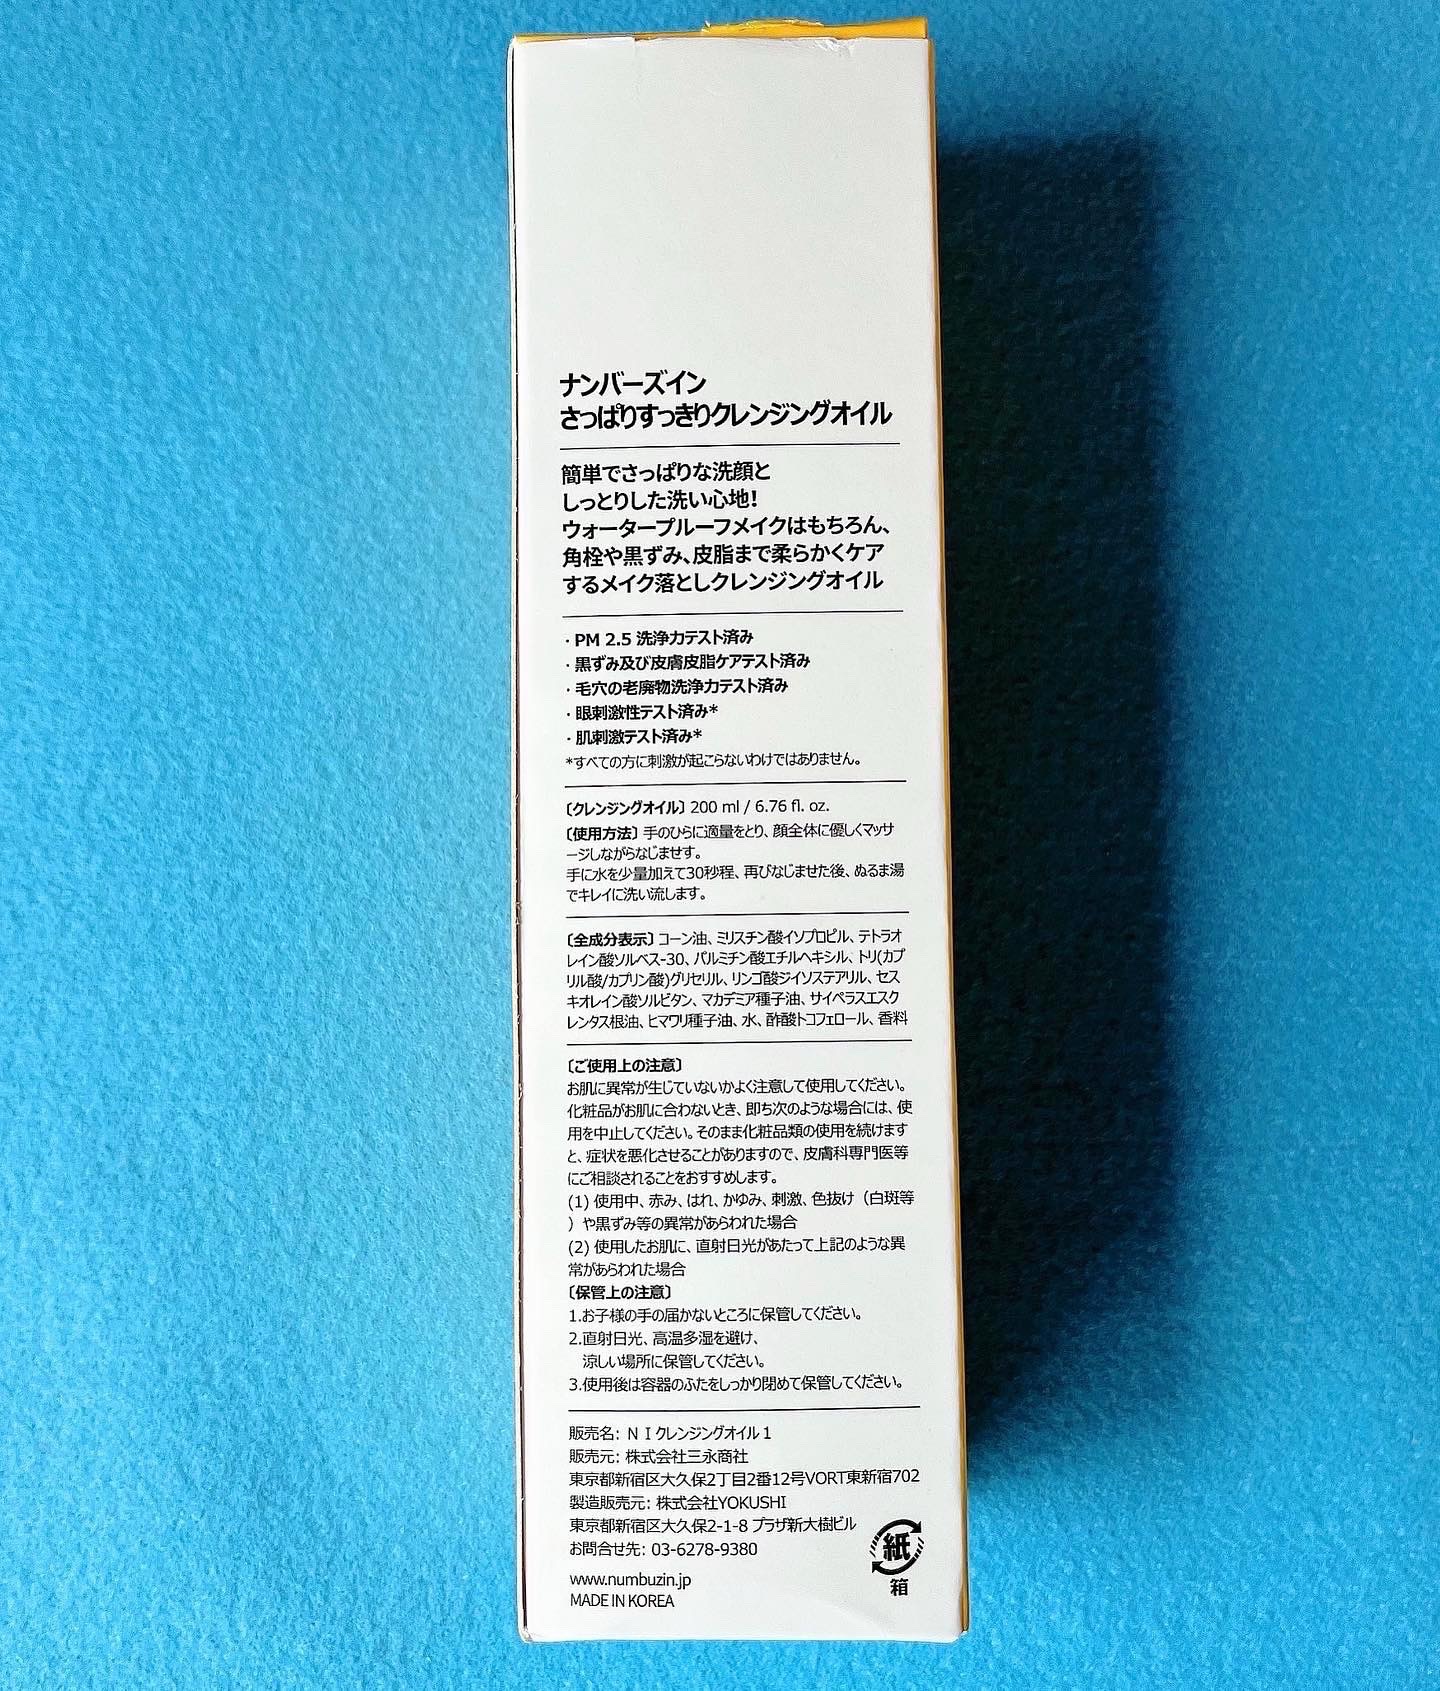 ナンバーズイン
さっぱりすっきりクレンジングオイル
簡単でさっぱりな洗顔と
しっとりした洗い心地!
ウォータープルーフメイクはもちろん、
角栓や黒ずみ、皮脂まで柔らかくケア
するメイク落としクレンジングオイル
· PM 2.5 洗浄力テスト済み
· 黒ずみ及び皮膚皮脂ケアテスト済み
· 毛穴の老廃物洗浄力テスト済み
· 眼刺激性テスト済み*
· 肌刺激テスト済み*
*すべての方に刺激が起こらないわけではありません。
〔クレンジングオイル〕200 ml / 6.76 fl. oz.
〔使用方法〕手のひらに適量をとり、顔全体に優しくマッサ
ージしながらなじませす。
手に水を少量加えて30秒程、再びなじませた後、ぬるま湯
でキレイに洗い流します。
〔全成分表示〕コーン油、ミリスチン酸イソプロピル、テトラオ
レイン酸ソルベス-30、パルミチン酸エチルヘキシル、トリ(カプ
リル酸/カプリン酸)グリセリル、リンゴ酸ジイソステアリル、セス
キオレイン酸ソルビタン、マカデミア種子油、サイペラスエスク
レンタス根油、ヒマワリ種子油、水、酢酸トコフェロール、香料
〔ご使用上の注意〕
お肌に異常が生じていないかよく注意して使用してください。
化粧品がお肌に合わないとき、即ち次のような場合には、使
用を中止してください。そのまま化粧品類の使用を続けます
と、症状を悪化させることがありますので、皮膚科専門医等
にご相談されることをおすすめします。
(1) 使用中、赤み、はれ、かゆみ、刺激、色抜け（白斑等
）や黒ずみ等の異常があらわれた場合
(2) 使用したお肌に、直射日光があたって上記のような異
常があらわれた場合
〔保管上の注意〕
1.お子様の手の届かないところに保管してください。
2.直射日光、高温多湿を避け、
涼しい場所に保管してください。
3.使用後は容器のふたをしっかり閉めて保管してください。
販売名: ＮＩクレンジングオイル 1
販売元: 株式会社三永商社
東京都新宿区大久保2丁目2番12号VORT東新宿702
製造販売元: 株式会社YOKUSHI
東京都新宿区大久保2-1-8 プラザ新大樹ビル
お問合せ先: 03-6278-9380
紙
箱
www.numbuzin.jp
MADE IN KOREA